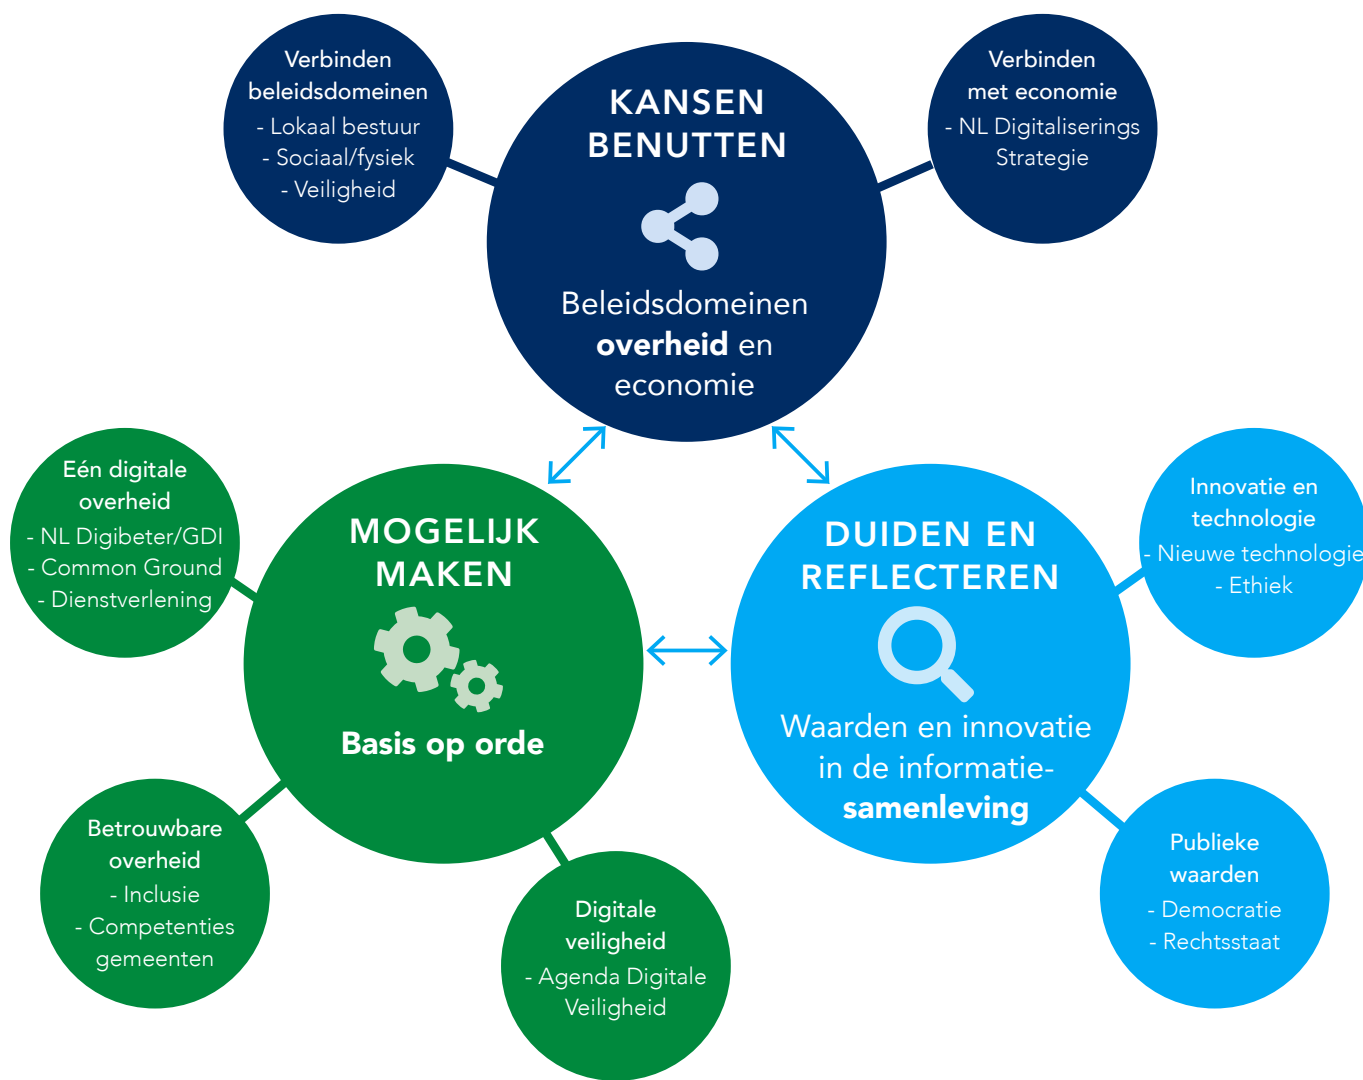 Verbinden
beleidsdomeinen
- Lokaal bestuur
- Sociaal/fysiek
- Veiligheid
KANSEN
BENUTTEN
Beleidsdomeinen
overheid en
economie
Verbinden
met economie
- NL Digitaliserings
Strategie
Eén digitale
overheid
- NL Digibeter/GDI
- Common Ground
- Dienstverlening
MOGELIJK
MAKEN
Basis op orde
DUIDEN EN
REFLECTEREN
Waarden en innovatie
in de informatie-
samenleving
Innovatie en
technologie
- Nieuwe technologie
- Ethiek
Betrouwbare
overheid
- Inclusie
- Competenties
gemeenten
Digitale
veiligheid
- Agenda Digitale
Veiligheid
Publieke
waarden
- Democratie
- Rechtsstaat